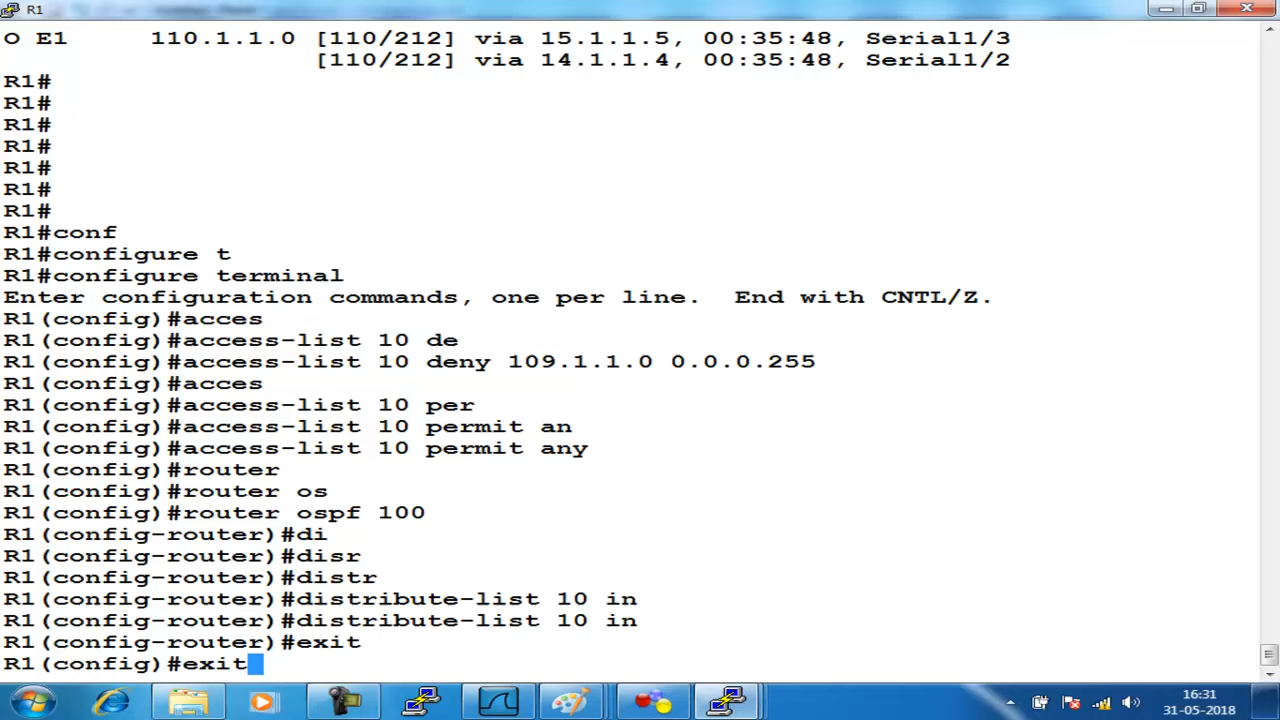 R1
O E1     110.1.1.0 [110/212] via 15.1.1.5, 00:35:48, Serial1/3
                   [110/212] via 14.1.1.4, 00:35:48, Serial1/2
R1#
R1#
R1#
R1#
R1#
R1#
R1#
R1#conf
R1#configure t
R1#configure terminal
Enter configuration commands, one per line.  End with CNTL/Z.
R1(config)#acces
R1(config)#access-list 10 de
R1(config)#access-list 10 deny 109.1.1.0 0.0.0.255
R1(config)#acces
R1(config)#access-list 10 per
R1(config)#access-list 10 permit an
R1(config)#access-list 10 permit any
R1(config)#router
R1(config)#router os
R1(config)#router ospf 100
R1(config-router)#di
R1(config-router)#disr
R1(config-router)#distr
R1(config-router)#distribute-list 10 in
R1(config-router)#distribute-list 10 in
R1(config-router)#exit
R1(config)#exit
16:31
31-05-2018